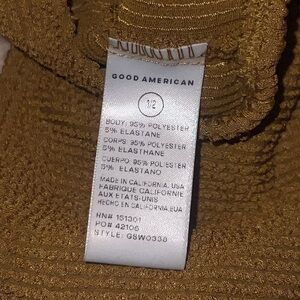 GOOD AMERICAN
1/2
BODY: 95% POLYESTER
5% ELASTANE
CORPS: 95% POLYESTER
5% ELASTHANE
CUERPO: 95% POLIESTER
5% ELASTANO
MADE IN CALIFORNIA, USA
FABRIQUE CALIFORNIE
AUX ETATS-UNIS
HECHO EN CALIFORNIA, EUA
RN# 151301
PO# 42106
STYLE: GSW0338